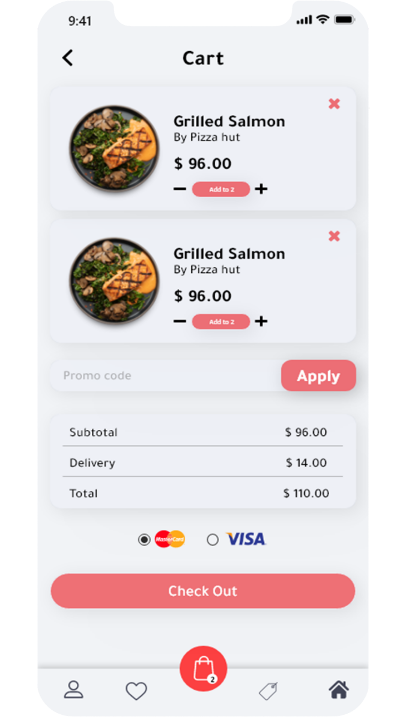 9:41
Cart
Grilled Salmon
By Pizza hut
$ 96.00
Add to 2
Grilled Salmon
By Pizza hut
$ 96.00
Add to 2
Promo code
Apply
Subtotal $ 96.00
Delivery $ 14.00
Total $ 110.00
MasterCard VISA
Check Out
2